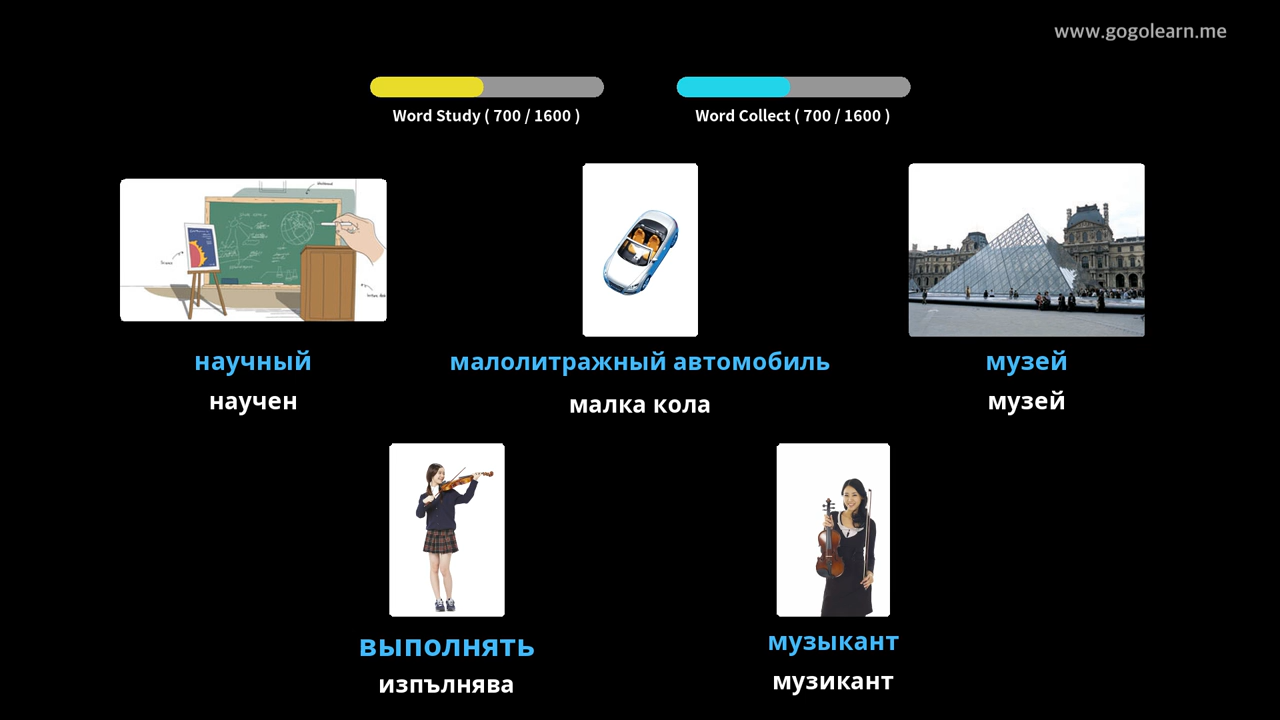 www.gogolearn.me
Word Study ( 700 / 1600 )
Word Collect ( 700 / 1600 )
научный
научен
малолитражный автомобиль
малка кола
музей
музей
выполнять
изпълнява
музыкант
музикант